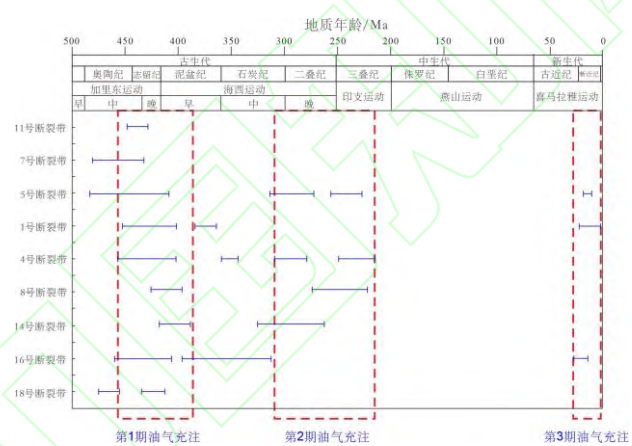 地质年龄/Ma
500 450 400 350 300 250 200 150 100 50 0
古生代 中生代 新生代
奥陶纪 志留纪 泥盆纪 石炭纪 二叠纪 三叠纪 侏罗纪 白垩纪 古近纪 新近纪
加里东运动 海西运动 印支运动 燕山运动 喜马拉雅运动
早 中 晚 早 中 晚
11号断裂带
7号断裂带
5号断裂带
1号断裂带
4号断裂带
8号断裂带
14号断裂带
16号断裂带
18号断裂带
第1期油气充注 第2期油气充注 第3期油气充注